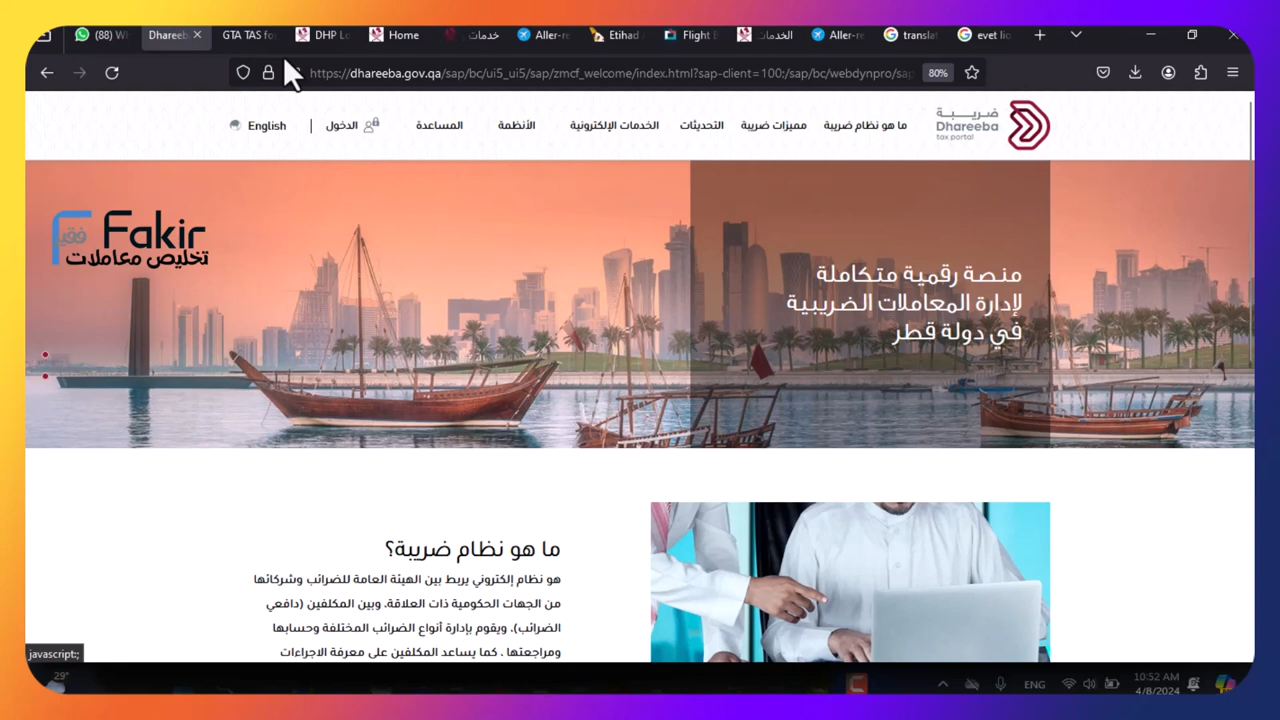 (88) W
Dhareeb
GTA TAS fo
DHP Lo
Home
خدمات
Aller-re
Etihad
Flight B
الخدمات
Aller-re
translat
evet lio
https://dhareeba.gov.qa/sap/bc/ui5_ui5/sap/zmcf_welcome/index.html?sap-client=100;/sap/bc/webdynpro/sap
80%
ضريبة
Dhareeba
tax portal
ما هو نظام ضريبة
مميزات ضريبة
التحديثات
الخدمات الإلكترونية
الأنظمة
المساعدة
الدخول
English
Fakir
فقير
تخليص معاملات
منصة رقمية متكاملة
لإدارة المعاملات الضريبية
في دولة قطر
ما هو نظام ضريبة؟
هو نظام إلكتروني يربط بين الهيئة العامة للضرائب وشركائها
من الجهات الحكومية ذات العلاقة، وبين المكلفين (دافعي
الضرائب). ويقوم بإدارة أنواع الضرائب المختلفة وحسابها
ومراجعتها . كما يساعد المكلفين على معرفة الاجراءات
javascript:;
29°
ENG
10:52 AM
4/8/2024